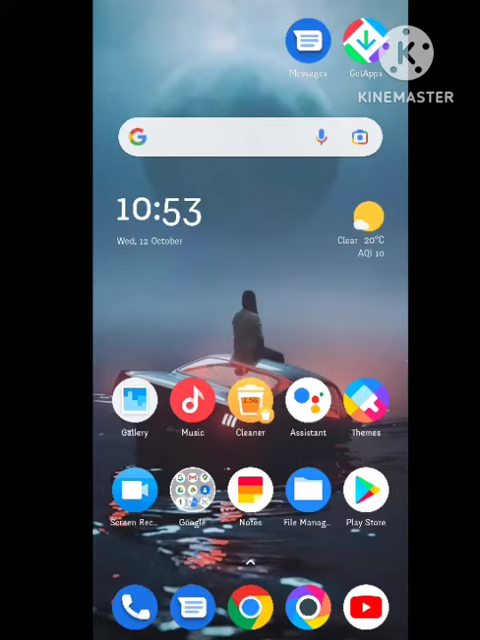 Messages
GetApps
KINEMASTER
10:53
Wed, 12 October
Clear 20°C
AQI 10
Gallery
Music
Cleaner
Assistant
Themes
Screen Rec..
Google
Notes
File Manag..
Play Store